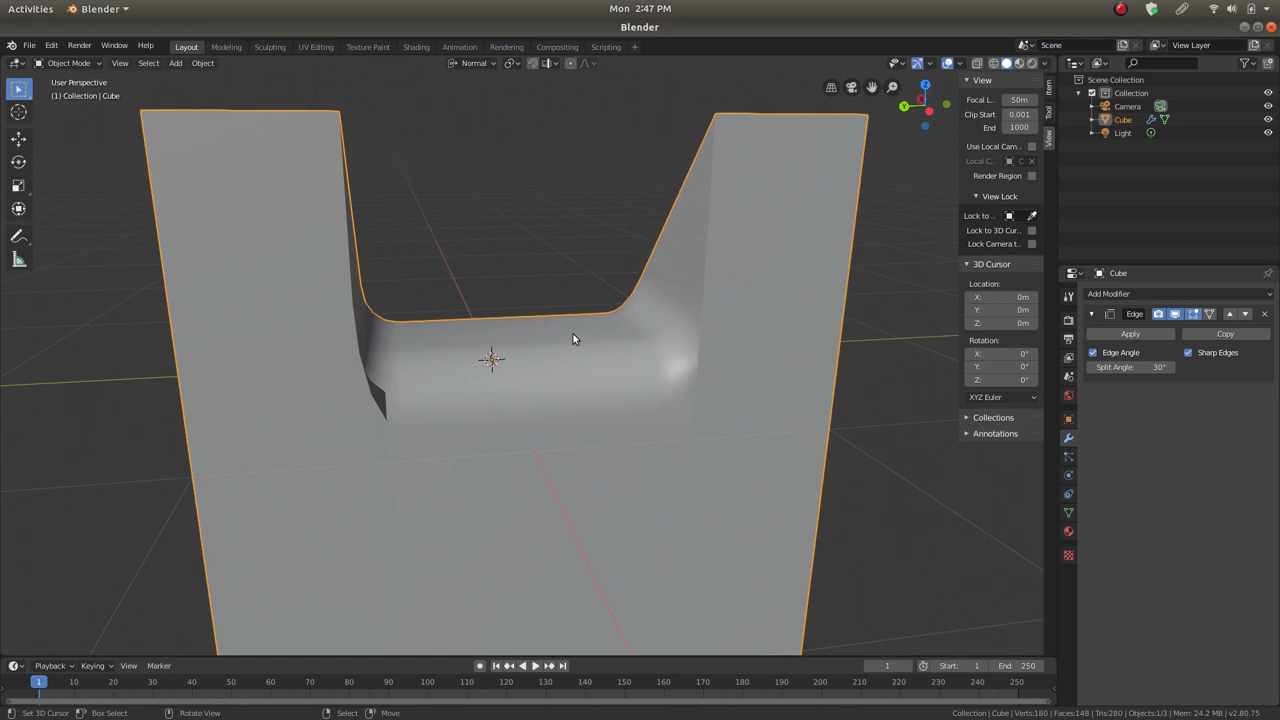 Activities
Blender
Mon 2:47PM
Blender
File Edit Render Window Help
Layout Modeling Sculpting UV Editing Texture Paint Shading Animation Rendering Compositing Scripting +
Scene
View Layer
Object Mode View Select Add Object
Normal
User Perspective
(1) Collection | Cube
Z
Y
View
Focal L... 50m
Clip Start 0.001
End 1000
Use Local Cam...
Local C...
Render Region
View Lock
Lock to ..
Lock to 3D Cur..
Lock Camera t...
3D Cursor
Location:
X: 0m
Y: 0m
Z: 0m
Rotation:
X: 0°
Y: 0°
Z: 0°
XYZ Euler
Collections
Annotations
Item
Tool
View
Scene Collection
Collection
Camera
Cube
Light
Cube
Add Modifier
Edge
Apply Copy
Edge Angle Sharp Edges
Split Angle: 30°
Playback Keying View Marker
1 Start: 1 End: 250
1 10 20 30 40 50 60 70 80 90 100 110 120 130 140 150 160 170 180 190 200 210 220 230 240 250
Set 3D Cursor Box Select Rotate View Select Move
Collection | Cube | Verts:180 | Faces:148 | Tris:280 | Objects:1/3 | Mem: 24.2 MB | v2.80.75